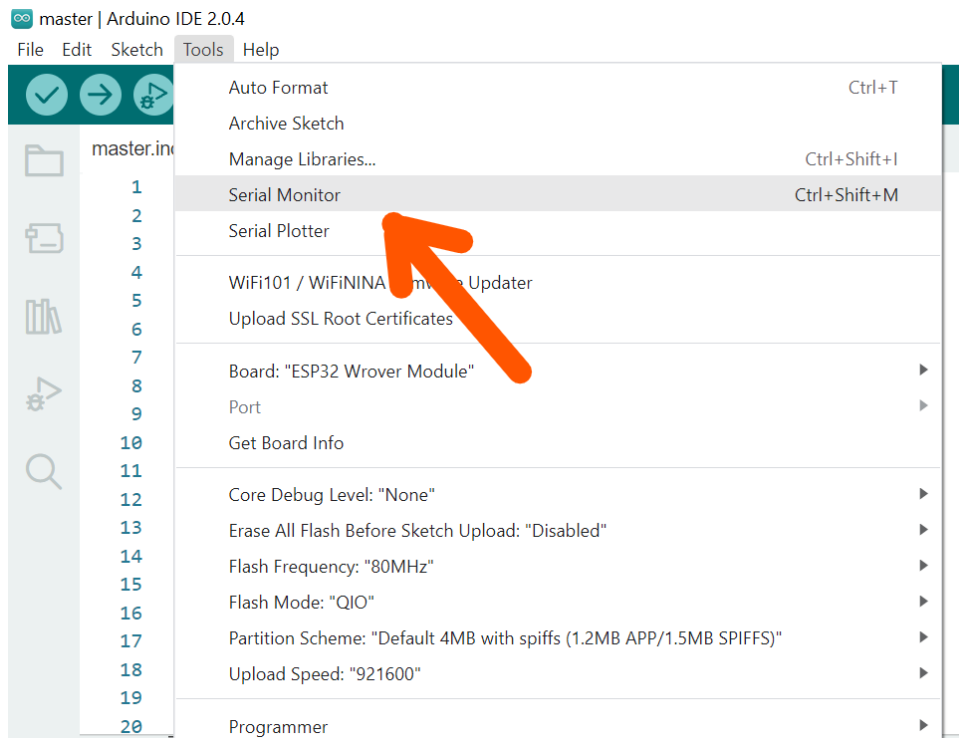 master | Arduino IDE 2.0.4
File Edit Sketch Tools Help
Auto Format Ctrl+T
Archive Sketch
master.in
Manage Libraries... Ctrl+Shift+I
1
Serial Monitor Ctrl+Shift+M
2
Serial Plotter
3
4
WiFi101 / WiFiNINA Updater
5
Upload SSL Root Certificates
6
7
Board: "ESP32 Wrover Module"
8
Port
9
10
Get Board Info
11
Core Debug Level: "None"
12
Erase All Flash Before Sketch Upload: "Disabled"
13
14
Flash Frequency: "80MHz"
15
Flash Mode: "QIO"
16
Partition Scheme: "Default 4MB with spiffs (1.2MB APP/1.5MB SPIFFS)"
17
Upload Speed: "921600"
18
19
Programmer
20